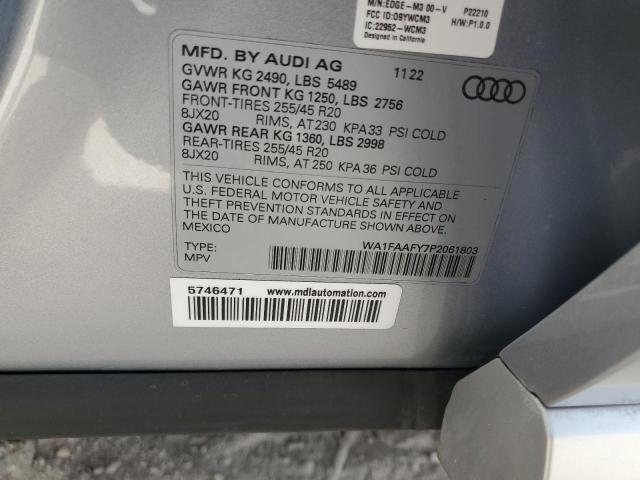 M/N:EDGE-M3 00-V P22210
FCC ID:O9YWCM3 H/W:P1.0.0
IC:22952-WCM3
Designed in California
MFD. BY AUDI AG 1122
GVWR KG 2490, LBS 5489
GAWR FRONT KG 1250, LBS 2756
FRONT-TIRES 255/45 R20
8JX20 RIMS, AT 230 KPA 33 PSI COLD
GAWR REAR KG 1360, LBS 2998
REAR-TIRES 255/45 R20
8JX20 RIMS, AT 250 KPA 36 PSI COLD
THIS VEHICLE CONFORMS TO ALL APPLICABLE
U.S. FEDERAL MOTOR VEHICLE SAFETY AND
THEFT PREVENTION STANDARDS IN EFFECT ON
THE DATE OF MANUFACTURE SHOWN ABOVE.
MEXICO
TYPE: WA1FAAFY7P2061803
MPV
5746471 www.mdlautomation.com